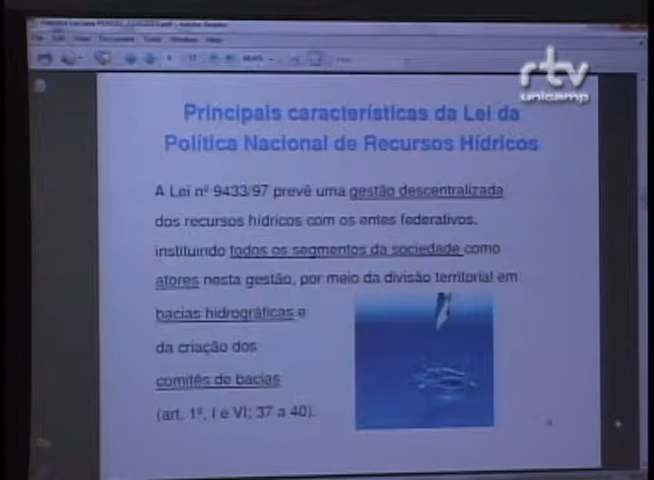 rtv
unicamp
Principais características da Lei da
Política Nacional de Recursos Hídricos
A Lei nº 9433/97 prevê uma gestão descentralizada
dos recursos hídricos com os entes federativos,
instituindo todos os segmentos da sociedade como
atores nesta gestão, por meio da divisão territorial em
bacias hidrográficas e
da criação dos
comitês de bacias
(art. 1º, I e VI; 37 a 40).